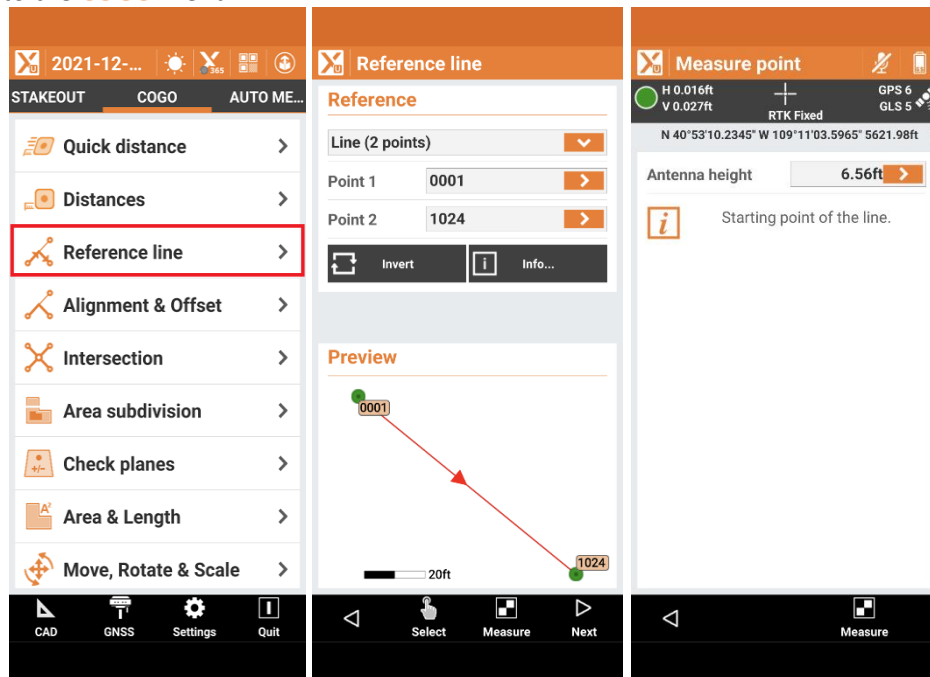 2021-12-...
365
STAKEOUT COGO AUTO ME...
Quick distance
Distances
Reference line
Alignment & Offset
Intersection
Area subdivision
Check planes
Area & Length
Move, Rotate & Scale
CAD GNSS Settings Quit
Reference line
Reference
Line (2 points)
Point 1 0001
Point 2 1024
Invert Info...
Preview
0001
1024
20ft
Select Measure Next
Measure point
H 0.016ft GPS 6
V 0.027ft GLS 5
RTK Fixed
N 40°53'10.2345" W 109°11'03.5965" 5621.98ft
Antenna height 6.56ft
Starting point of the line.
Measure